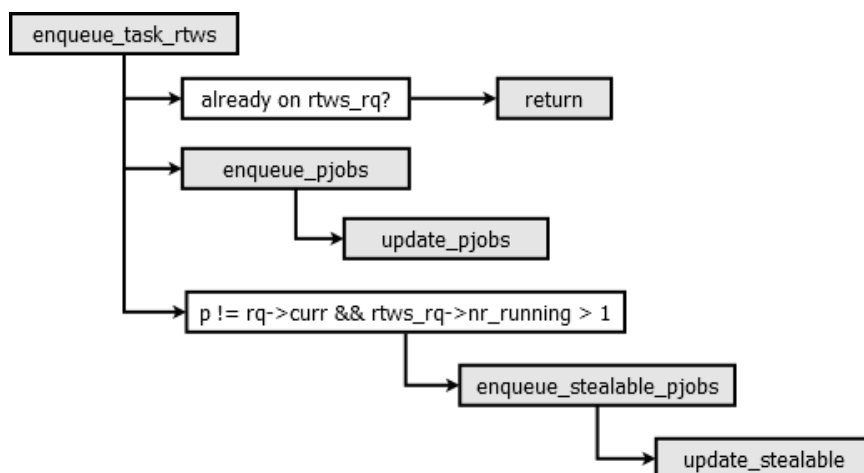 enqueue_task_rtws
already on rtws_rq?
return
enqueue_pjobs
update_pjobs
p != rq->curr && rtws_rq->nr_running > 1
enqueue_stealable_pjobs
update_stealable